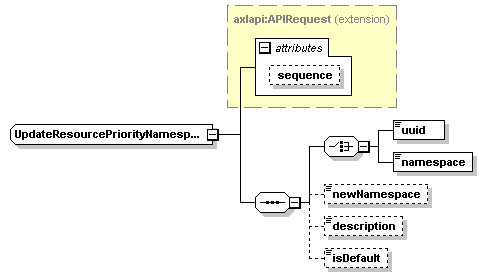 axlapi:APIRequest (extension)
attributes
sequence
UpdateResourcePriorityNamesp...
uuid
namespace
newNamespace
description
isDefault